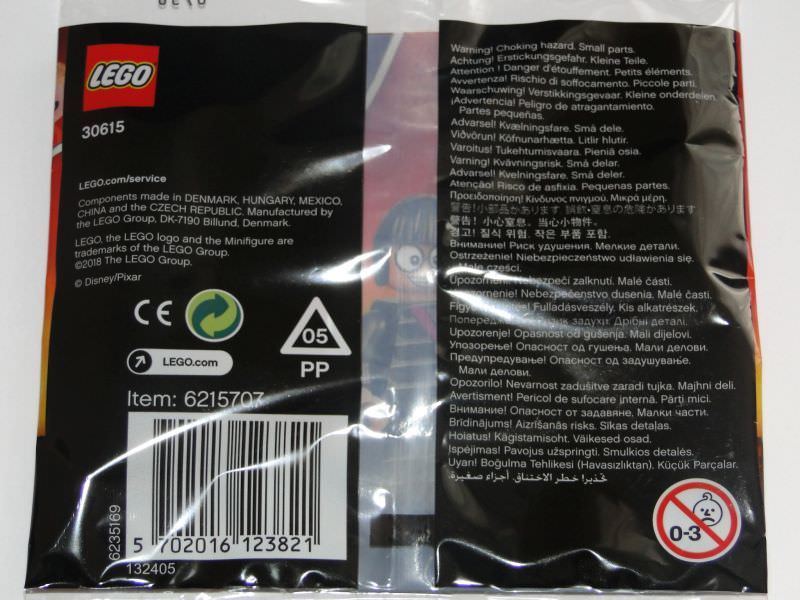 LEGO
30615
LEGO.com/service
Components made in DENMARK, HUNGARY, MEXICO,
CHINA and the CZECH REPUBLIC. Manufactured by
the LEGO Group, DK-7190 Billund, Denmark.
LEGO, the LEGO logo and the Minifigure are
trademarks of the LEGO Group.
©2018 The LEGO Group.
© Disney/Pixar
CE
05
PP
LEGO.com
Item: 6215707
6235169
5 702016 123821
132405
Warning! Choking hazard. Small parts.
Achtung! Erstickungsgefahr. Kleine Teile.
Attention ! Danger d'étouffement. Petits éléments.
Avvertenza! Rischio di soffocamento. Piccole parti.
Waarschuwing! Verstikkingsgevaar. Kleine onderdelen.
¡Advertencia! Peligro de atragantamiento.
Partes pequeñas.
Advarsel! Kvælningsfare. Små dele.
Viðvörun! Köfnunarhætta. Litlir hlutir.
Varoitus! Tukehtumisvaara. Pieniä osia.
Varning! Kvävningsrisk. Små delar.
Advarsel! Kvelningsfare. Små deler.
Atenção! Risco de asfixia. Pequenas partes.
Προειδοποίηση! Κίνδυνος πνιγμού. Μικρά μέρη.
警告! 小部品があります。誤飲・窒息の危険があります
警告! 小心窒息。当心小物件。
경고! 질식 위험. 작은 부품 포함.
Внимание! Риск удушения. Мелкие детали.
Ostrzeżenie! Niebezpieczeństwo udławienia się.
Małe części.
Upozornění! Nebezpečí zalknutí. Malé části.
Upozornenie! Nebezpečenstvo dusenia. Malé časti.
Fulladásveszély. Kis alkatrészek.
задухи. Дрібні деталі.
Upozorenje! Opasnost od gušenja. Mali dijelovi.
Упозорење! Опасност од гушења. Мали делови.
Предупредување! Опасност од задушување.
Мали делови.
Opozorilo! Nevarnost zadušitve zaradi tujka. Majhni deli.
Avertisment! Pericol de sufocare internă. Părți mici.
Внимание! Опасност от задавяне. Малки части.
Brīdinājums! Aizrīšanās risks. Sīkas detaļas.
Hoiatus! Kägistamisoht. Väikesed osad.
Įspėjimas! Pavojus užspringti. Smulkios detalės.
Uyarı! Boğulma Tehlikesi (Havasızlıktan). Küçük Parçalar.
تحذير! خطر الاختناق. أجزاء صغيرة.
0-3